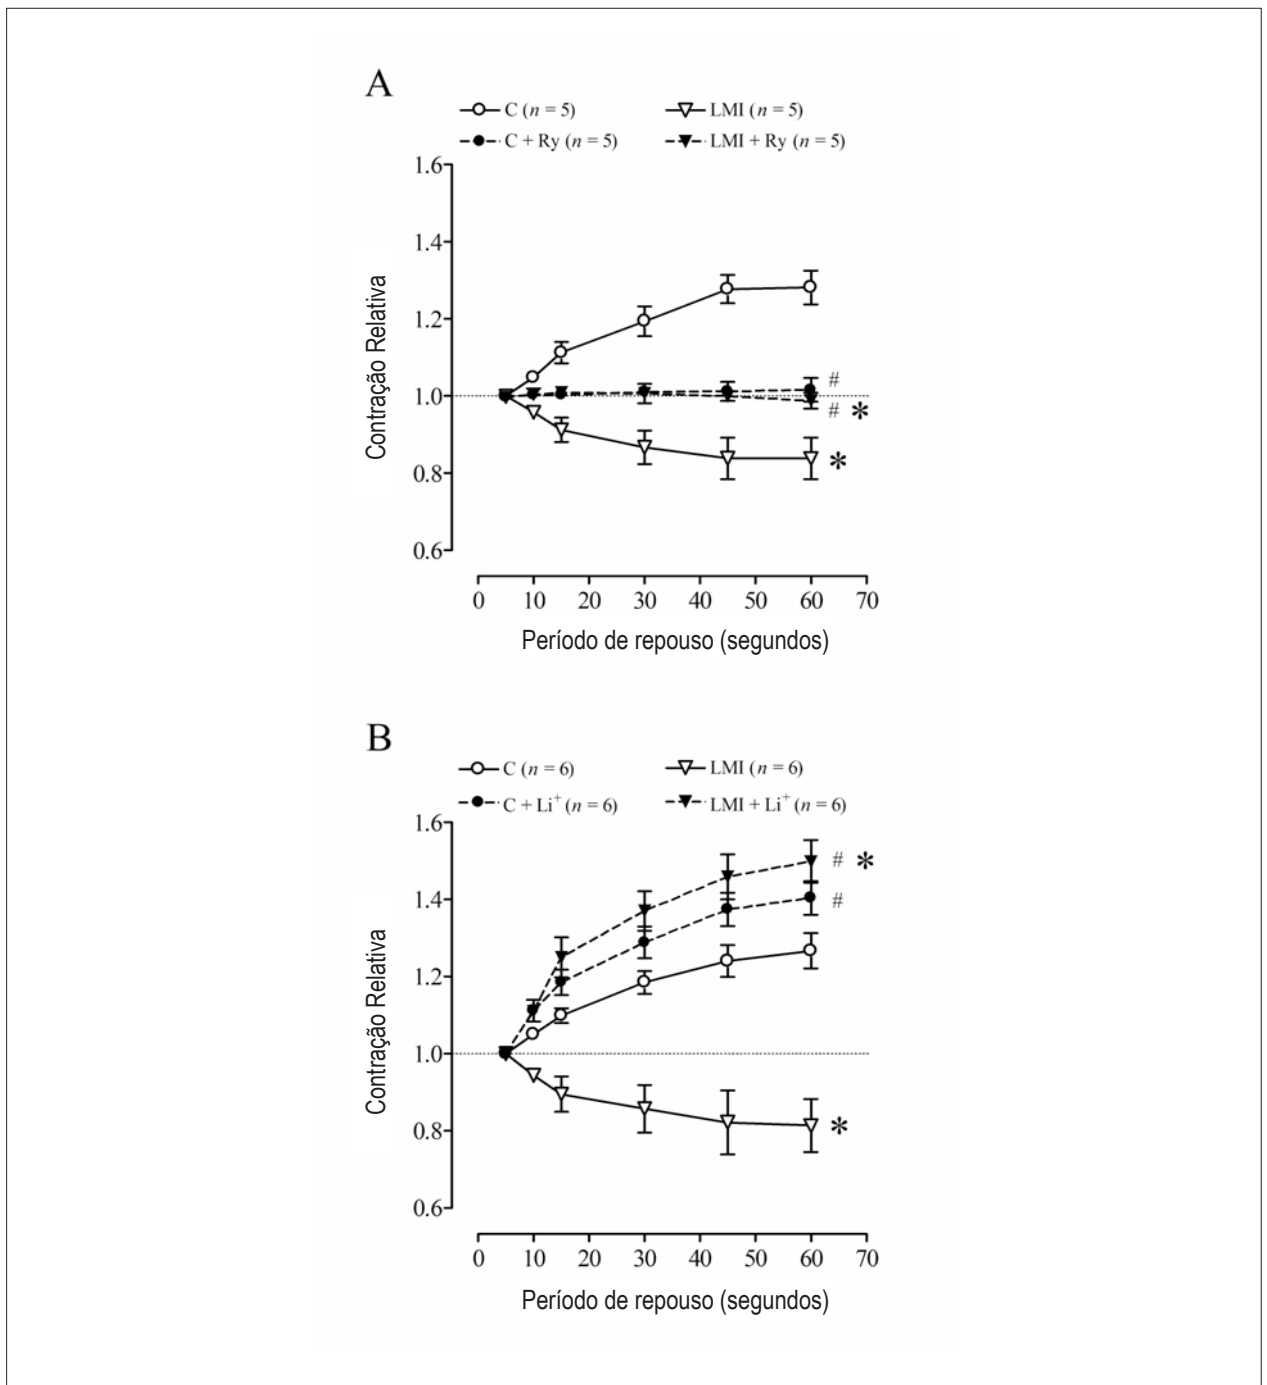 A
C (n = 5) LMI (n = 5)
C + Ry (n = 5) LMI + Ry (n = 5)
1.6
1.4
1.2
1.0
0.8
0.6
Contração Relativa
#
# *
*
0 10 20 30 40 50 60 70
Período de repouso (segundos)
B
C (n = 6) LMI (n = 6)
C + Li⁺ (n = 6) LMI + Li⁺ (n = 6)
1.6
1.4
1.2
1.0
0.8
0.6
Contração Relativa
# *
#
*
0 10 20 30 40 50 60 70
Período de repouso (segundos)